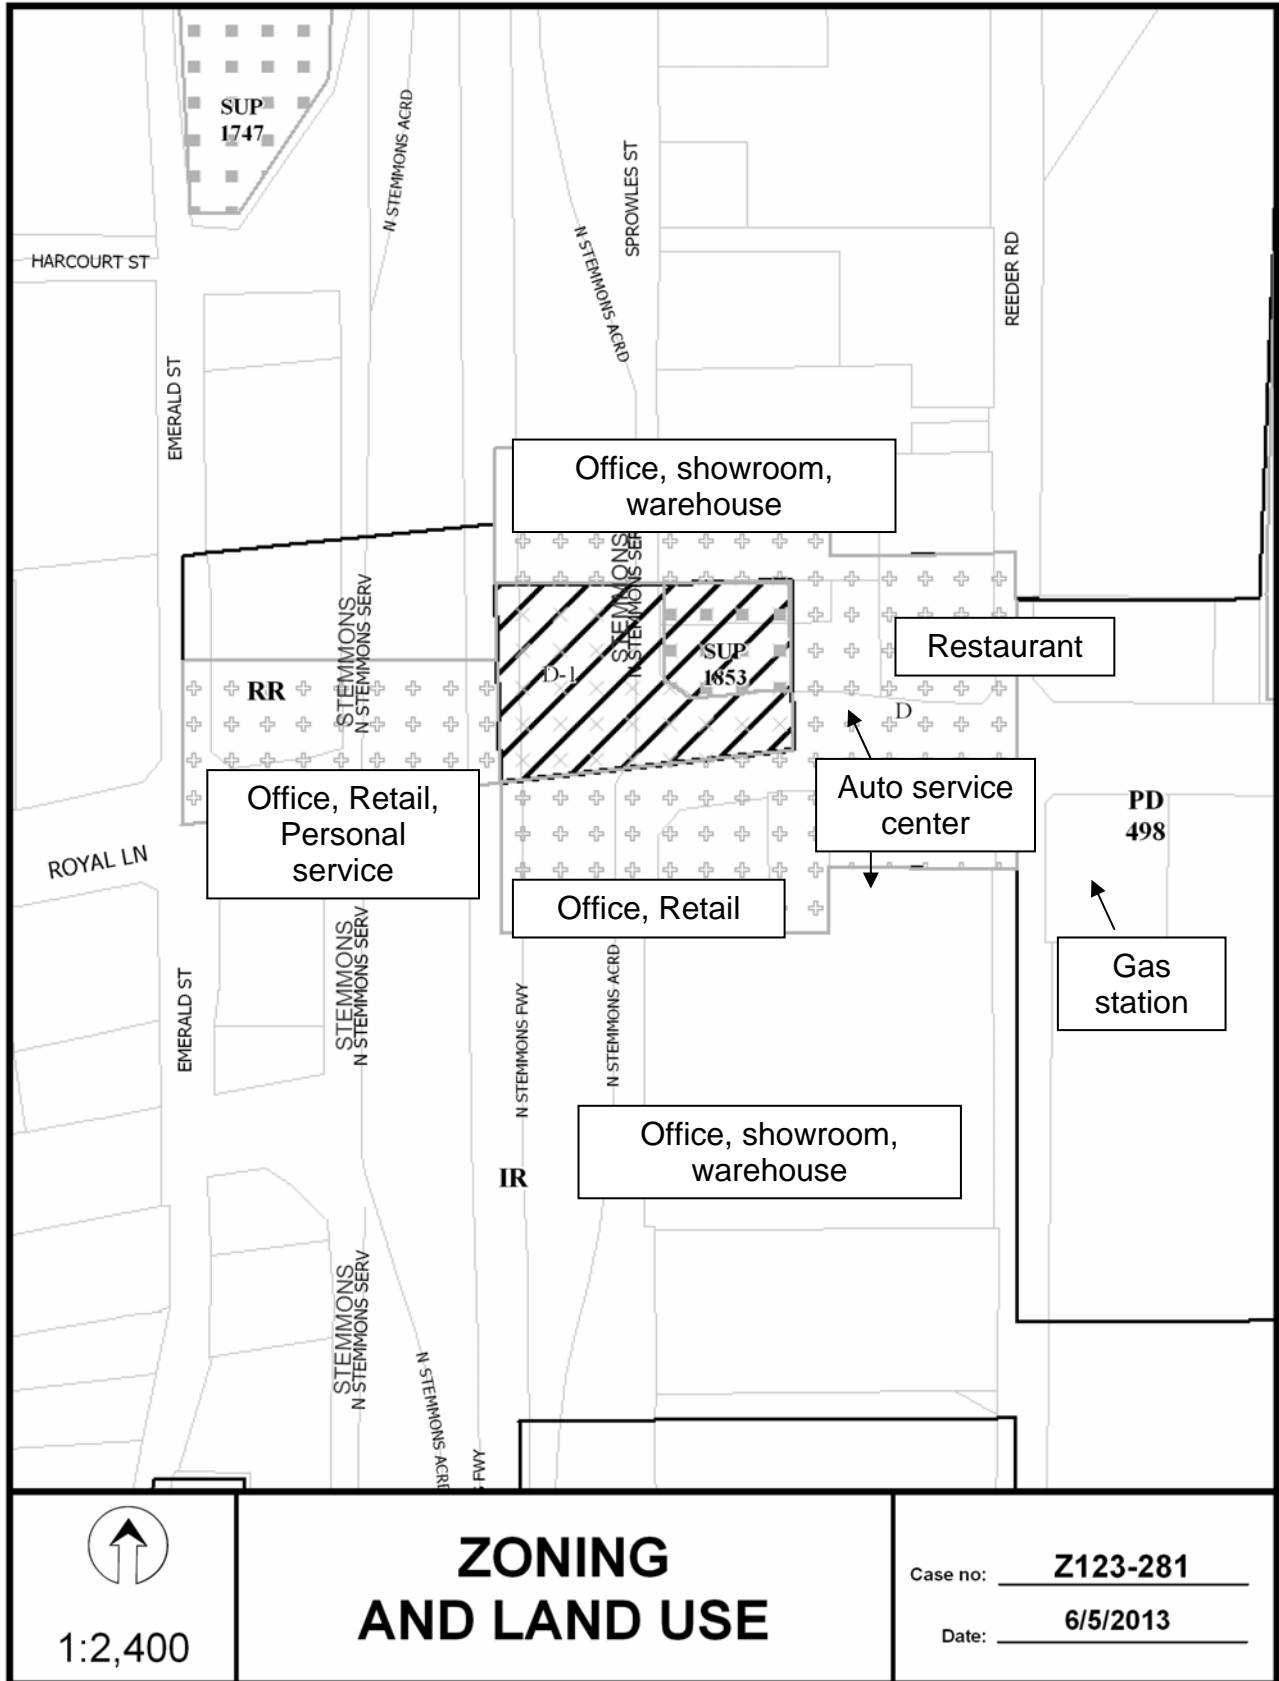 SUP
1747
N STEMMONS ACRD
SPROWLES ST
N STEMMONS ACRD
HARCOURT ST
REEDER RD
EMERALD ST
Office, showroom,
warehouse
STEMMONS
N STEMMONS SERV
STEMMONS
N STEMMONS SER
Restaurant
SUP
1853
D-1
RR
D
Auto service
center
Office, Retail,
Personal
service
PD
498
ROYAL LN
Office, Retail
STEMMONS
N STEMMONS SERV
Gas
station
EMERALD ST
N STEMMONS FWY
N STEMMONS ACRD
Office, showroom,
warehouse
IR
STEMMONS
N STEMMONS SERV
N STEMMONS ACRE
FWY
1:2,400
ZONING
AND LAND USE
Case no: Z123-281
Date: 6/5/2013